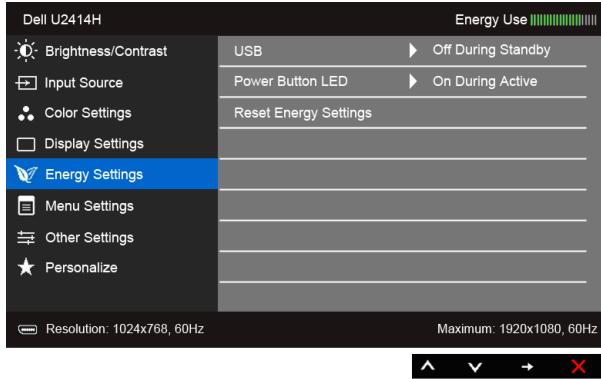 Dell U2414H Energy Use
Brightness/Contrast USB Off During Standby
Input Source Power Button LED On During Active
Color Settings Reset Energy Settings
Display Settings
Energy Settings
Menu Settings
Other Settings
Personalize
Resolution: 1024x768, 60Hz Maximum: 1920x1080, 60Hz